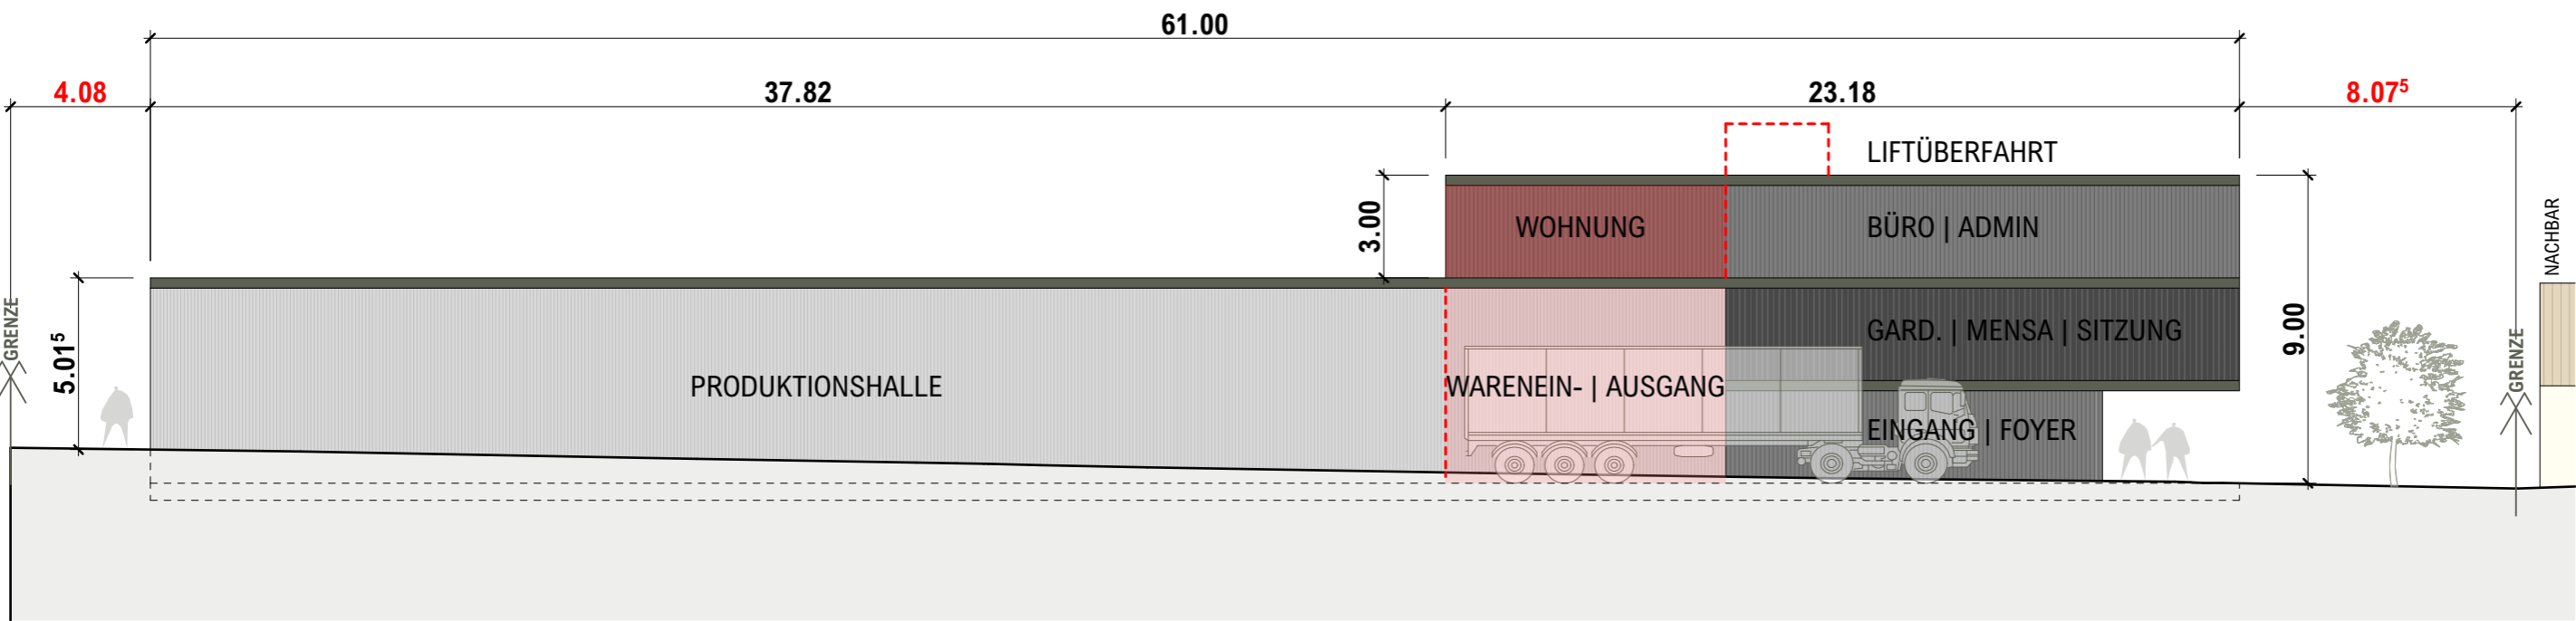 61.00
4.08
37.82
23.18
8.07⁵
LIFTÜBERFAHRT
3.00
WOHNUNG
BÜRO | ADMIN
NACHBAR
GRENZE
5.01⁵
GARD. | MENSA | SITZUNG
9.00
GRENZE
PRODUKTIONSHALLE
WARENEIN- | AUSGANG
EINGANG | FOYER